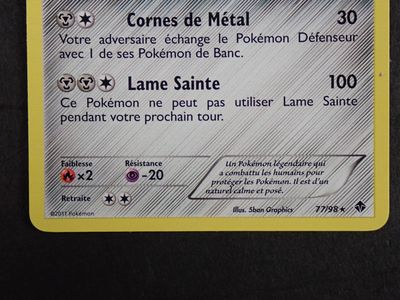 Cornes de Métal 30
Votre adversaire échange le Pokémon Défenseur
avec 1 de ses Pokémon de Banc.
Lame Sainte 100
Ce Pokémon ne peut pas utiliser Lame Sainte
pendant votre prochain tour.
Faiblesse Résistance
×2 -20
Retraite
Un Pokémon légendaire qui
a combattu les humains pour
protéger les Pokémon. Il est d'un
naturel calme et posé.
©2011 Pokémon
Illus. 5ban Graphics
77/98 ★